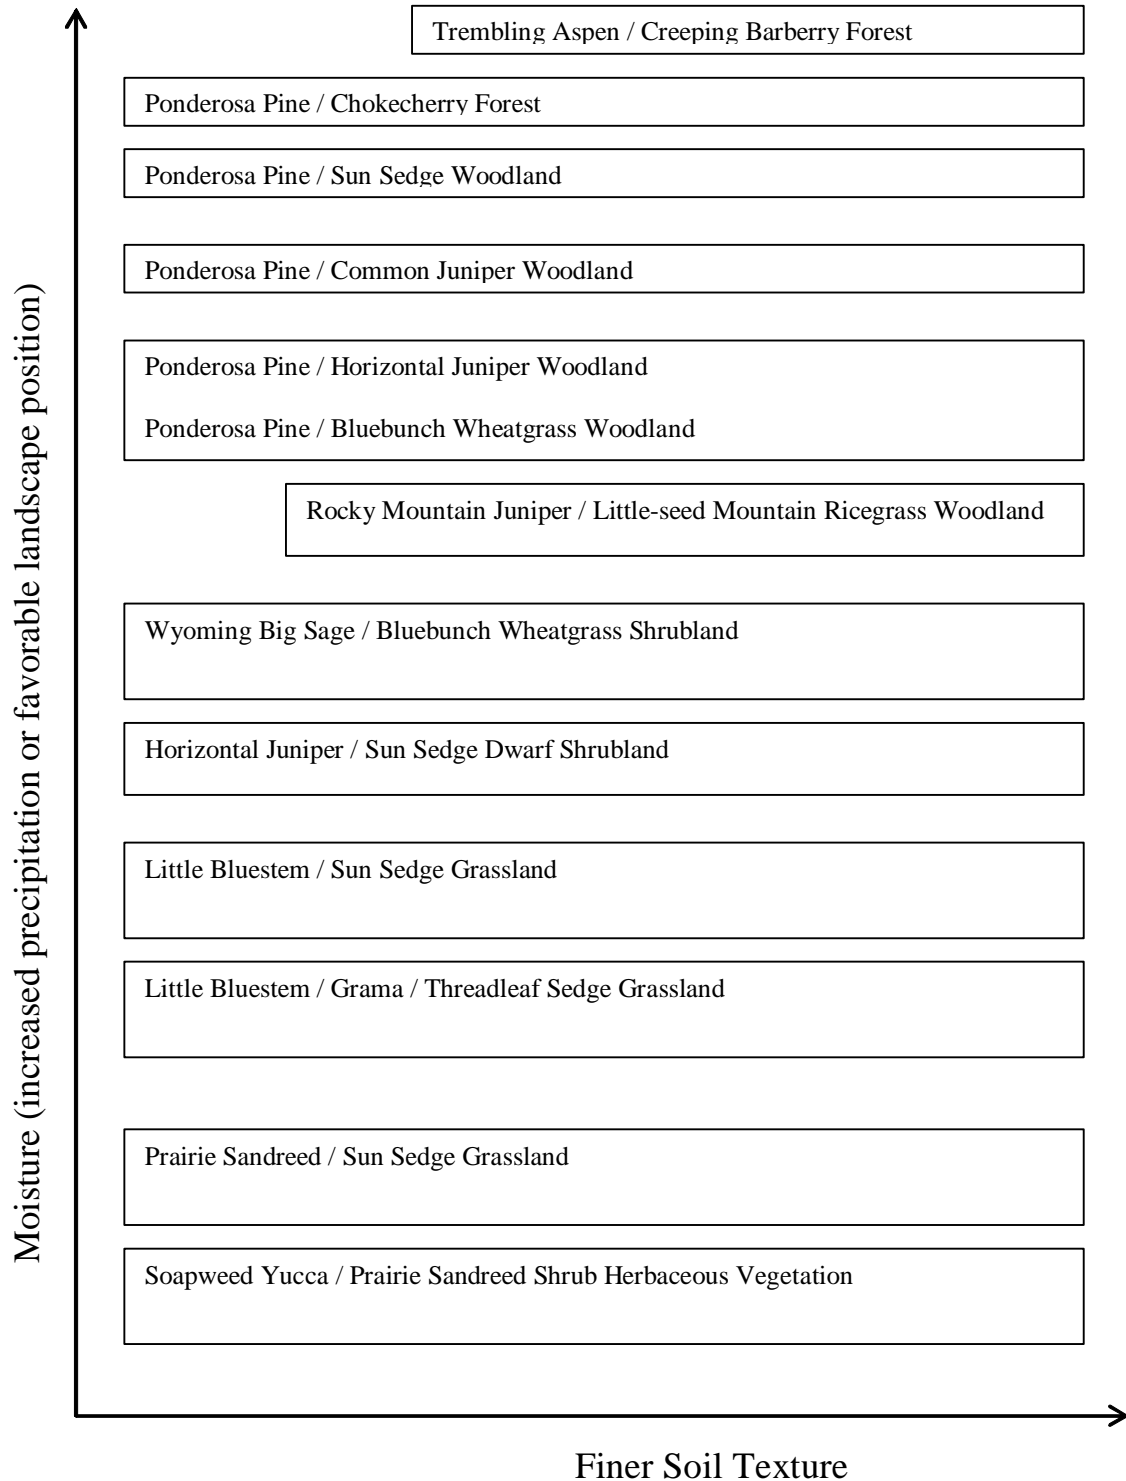 Trembling Aspen / Creeping Barberry Forest
Ponderosa Pine / Chokecherry Forest
Ponderosa Pine / Sun Sedge Woodland
Ponderosa Pine / Common Juniper Woodland
Ponderosa Pine / Horizontal Juniper Woodland
Ponderosa Pine / Bluebunch Wheatgrass Woodland
Rocky Mountain Juniper / Little-seed Mountain Ricegrass Woodland
Wyoming Big Sage / Bluebunch Wheatgrass Shrubland
Horizontal Juniper / Sun Sedge Dwarf Shrubland
Little Bluestem / Sun Sedge Grassland
Little Bluestem / Grama / Threadleaf Sedge Grassland
Prairie Sandreed / Sun Sedge Grassland
Soapweed Yucca / Prairie Sandreed Shrub Herbaceous Vegetation
Moisture (increased precipitation or favorable landscape position)
Finer Soil Texture